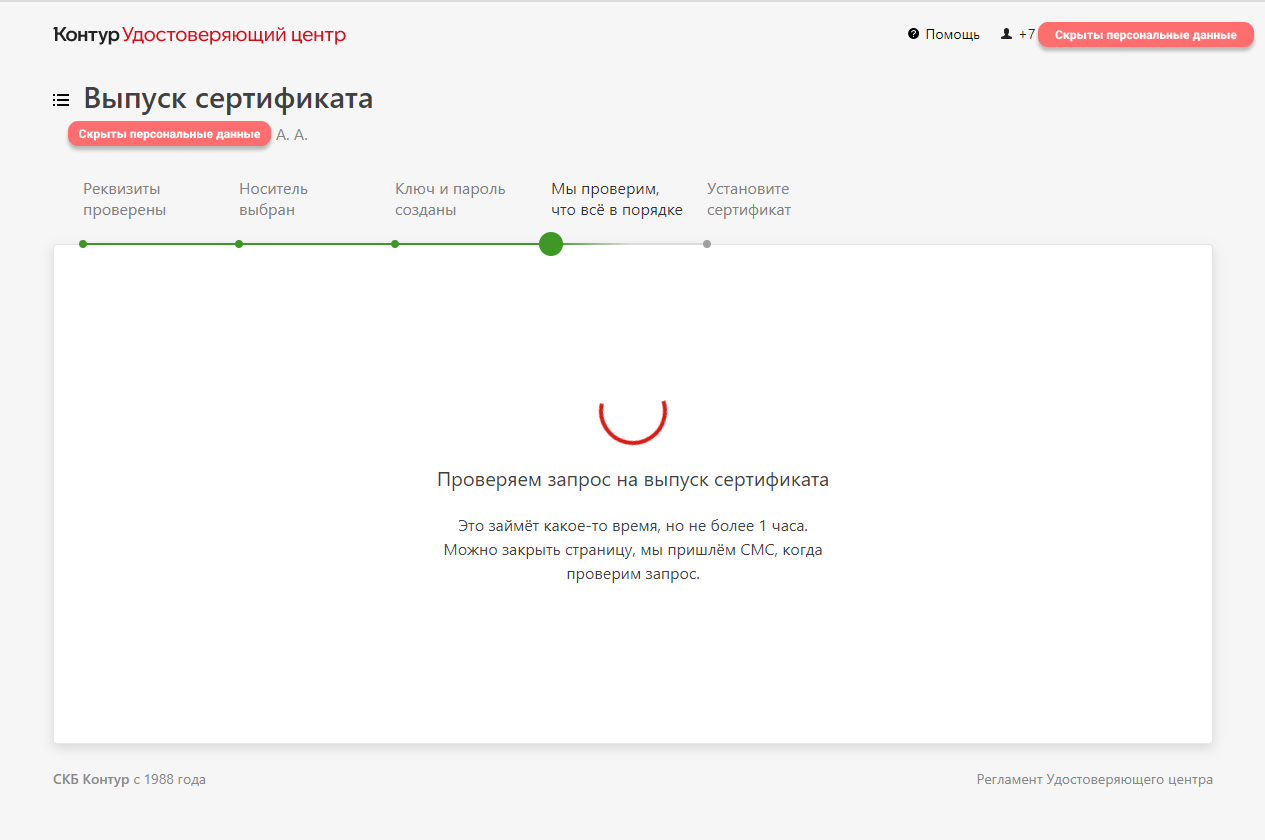 Контур Удостоверяющий центр
Помощь
+7 Скрыты персональные данные
Выпуск сертификата
Скрыты персональные данные А. А.
Реквизиты
проверены
Носитель
выбран
Ключ и пароль
созданы
Мы проверим,
что всё в порядке
Установите
сертификат
Проверяем запрос на выпуск сертификата
Это займёт какое-то время, но не более 1 часа.
Можно закрыть страницу, мы пришлём СМС, когда
проверим запрос.
СКБ Контур с 1988 года
Регламент Удостоверяющего центра